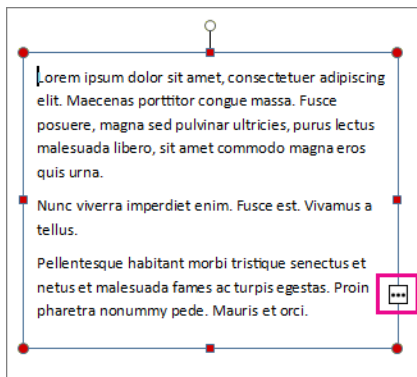 Lorem ipsum dolor sit amet, consectetuer adipiscing
elit. Maecenas porttitor congue massa. Fusce
posuere, magna sed pulvinar ultricies, purus lectus
malesuada libero, sit amet commodo magna eros
quis urna.
Nunc viverra imperdiet enim. Fusce est. Vivamus a
tellus.
Pellentesque habitant morbi tristique senectus et
netus et malesuada fames ac turpis egestas. Proin
pharetra nonummy pede. Mauris et orci.